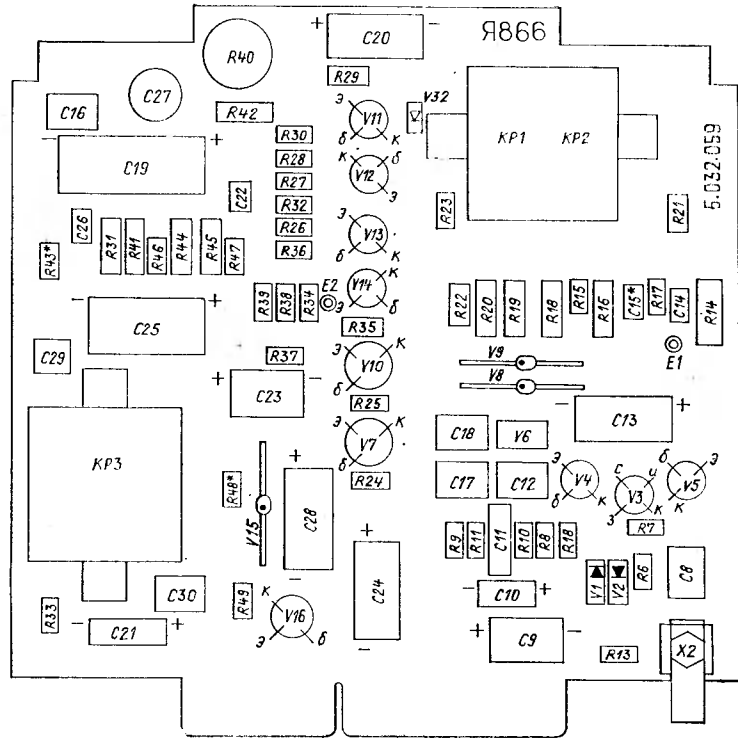 C20
Я866
R40
R29
C27
C16
R42
V32
э
V11
б
к
R30
КР1
КР2
5.032.059
C19
R28
к
б
V12
э
R27
C22
R32
R23
R21
C26
R26
э
V13
б
к
R36
R43*
R31
R41
R46
R44
R45
R47
к
V14
э
б
E2
R39
R38
R34
R22
R20
R19
R18
R15
R16
C15*
R17
C14
R14
C25
R35
E1
C29
R37
э
к
V10
б
V9
V8
C23
R25
C13
КР3
э
к
V7
б
C18
V6
R24
R48*
V15
C28
C17
C12
э
V4
б
к
с
и
V3
з
к
б
э
V5
к
R7
R9
R11
C11
R10
R8
R18
C24
V1
V2
R6
C8
C30
R49
к
V16
э
б
C10
R33
C21
C9
R13
X2